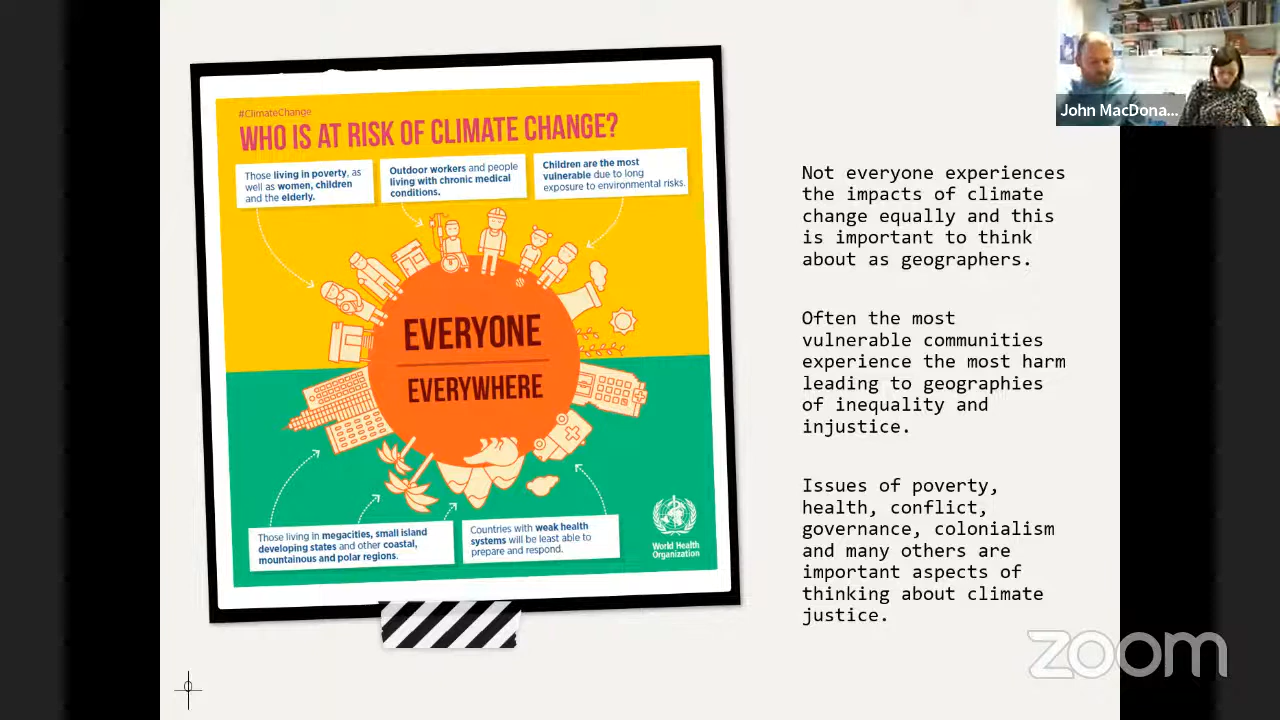 #ClimateChange
WHO IS AT RISK OF CLIMATE CHANGE?
Those living in poverty, as
well as women, children
and the elderly.
Outdoor workers and people
living with chronic medical
conditions.
Children are the most
vulnerable due to long
exposure to environmental risks.
EVERYONE
EVERYWHERE
Those living in megacities, small island
developing states and other coastal,
mountainous and polar regions.
Countries with weak health
systems will be least able to
prepare and respond.
World Health
Organization
John MacDona...
Not everyone experiences
the impacts of climate
change equally and this
is important to think
about as geographers.
Often the most
vulnerable communities
experience the most harm
leading to geographies
of inequality and
injustice.
Issues of poverty,
health, conflict,
governance, colonialism
and many others are
important aspects of
thinking about climate
justice.
zoom